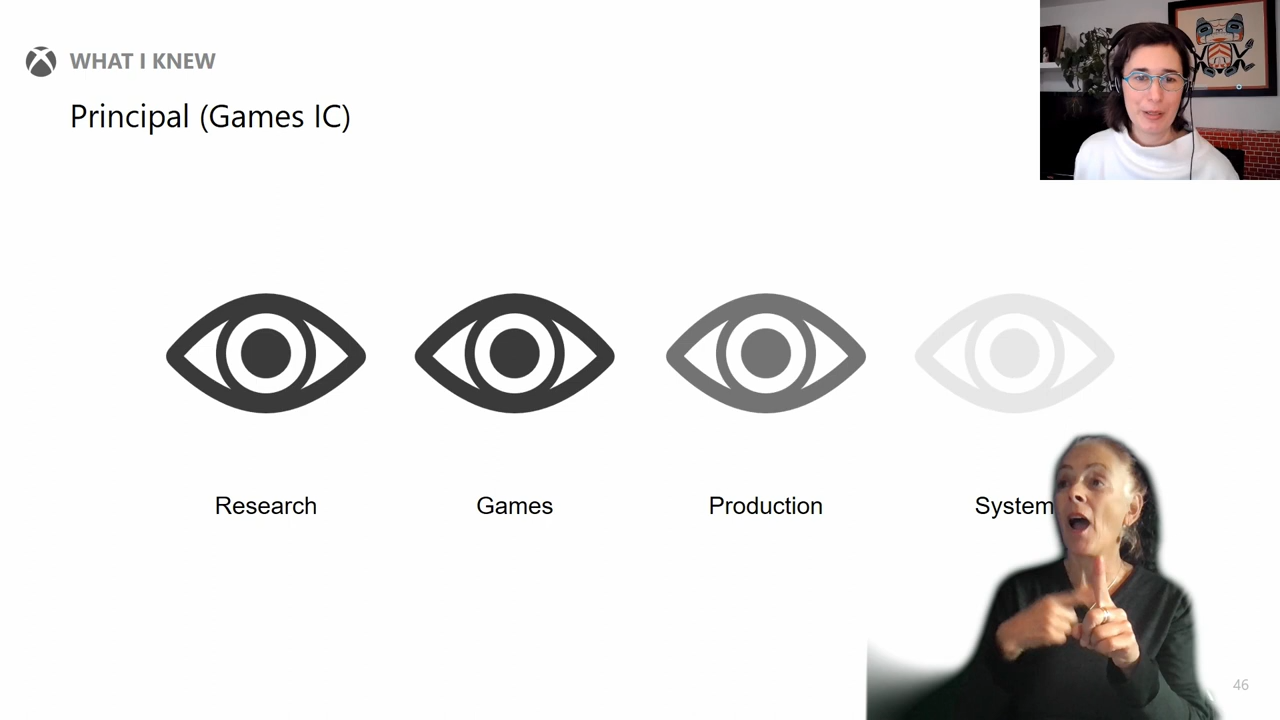 WHAT I KNEW
Principal (Games IC)
Research
Games
Production
System
46